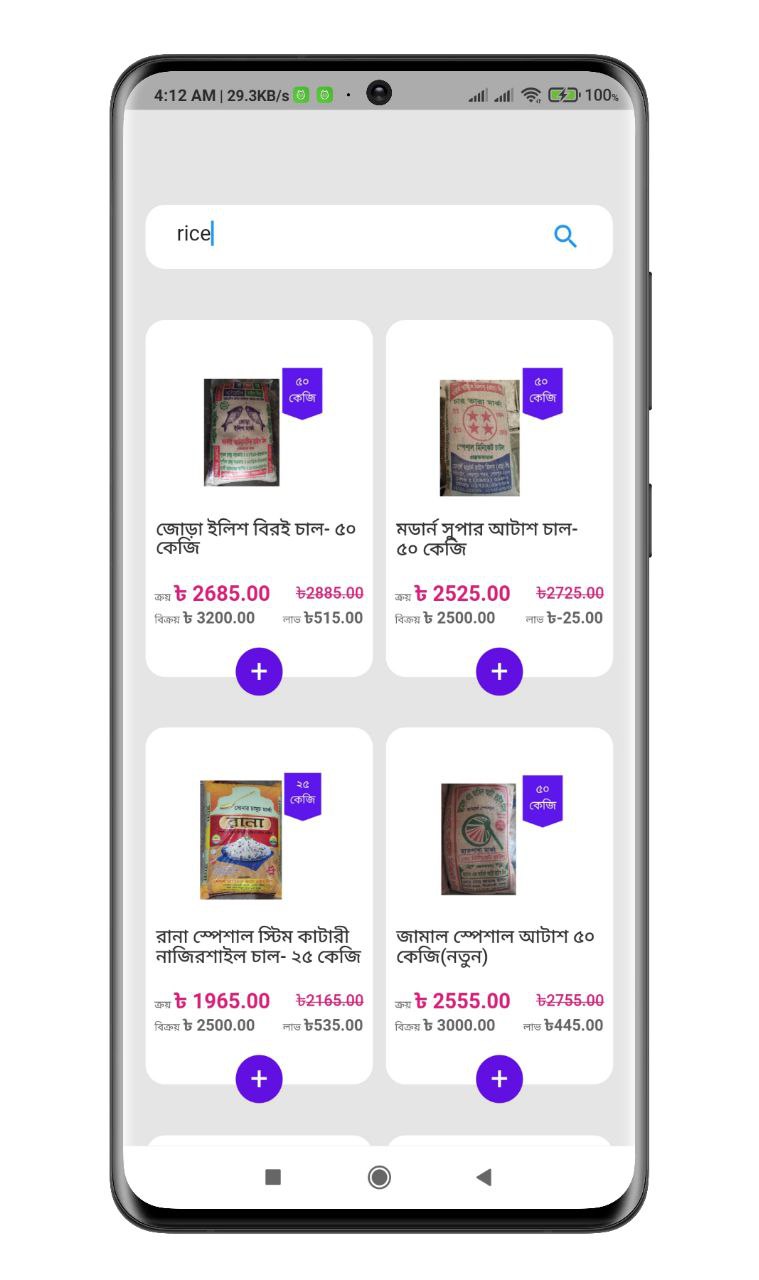 4:12 AM | 29.3KB/s
100%
rice
৫০
কেজি
জোড়া
ইলিশ মার্কা
জোড়া ইলিশ বিরই চাল- ৫০
কেজি
ক্রয় ৳ 2685.00 ৳2885.00
বিক্রয় ৳ 3200.00 লাভ ৳515.00
+
৫০
কেজি
চার তারা মার্কা
স্পেশাল মিনিকেট চাউল
মডার্ন সুপার আটাশ চাল-
৫০ কেজি
ক্রয় ৳ 2525.00 ৳2725.00
বিক্রয় ৳ 2500.00 লাভ ৳-25.00
+
২৫
কেজি
রানা
রানা স্পেশাল স্টিম কাটারী
নাজিরশাইল চাল- ২৫ কেজি
ক্রয় ৳ 1965.00 ৳2165.00
বিক্রয় ৳ 2500.00 লাভ ৳535.00
+
৫০
কেজি
জামাল স্পেশাল আটাশ ৫০
কেজি(নতুন)
ক্রয় ৳ 2555.00 ৳2755.00
বিক্রয় ৳ 3000.00 লাভ ৳445.00
+